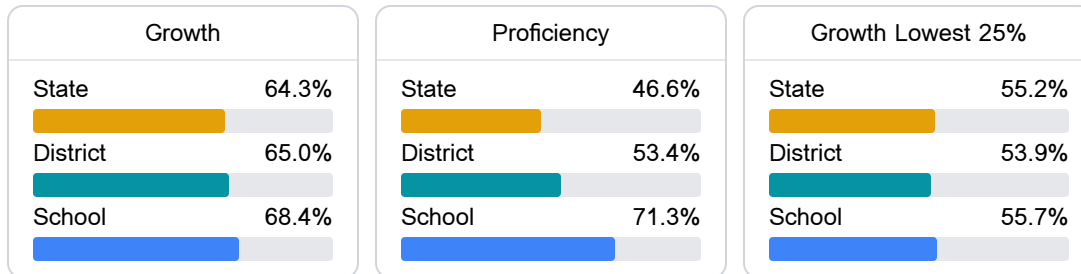 Growth
State 64.3%
District 65.0%
School 68.4%
Proficiency
State 46.6%
District 53.4%
School 71.3%
Growth Lowest 25%
State 55.2%
District 53.9%
School 55.7%